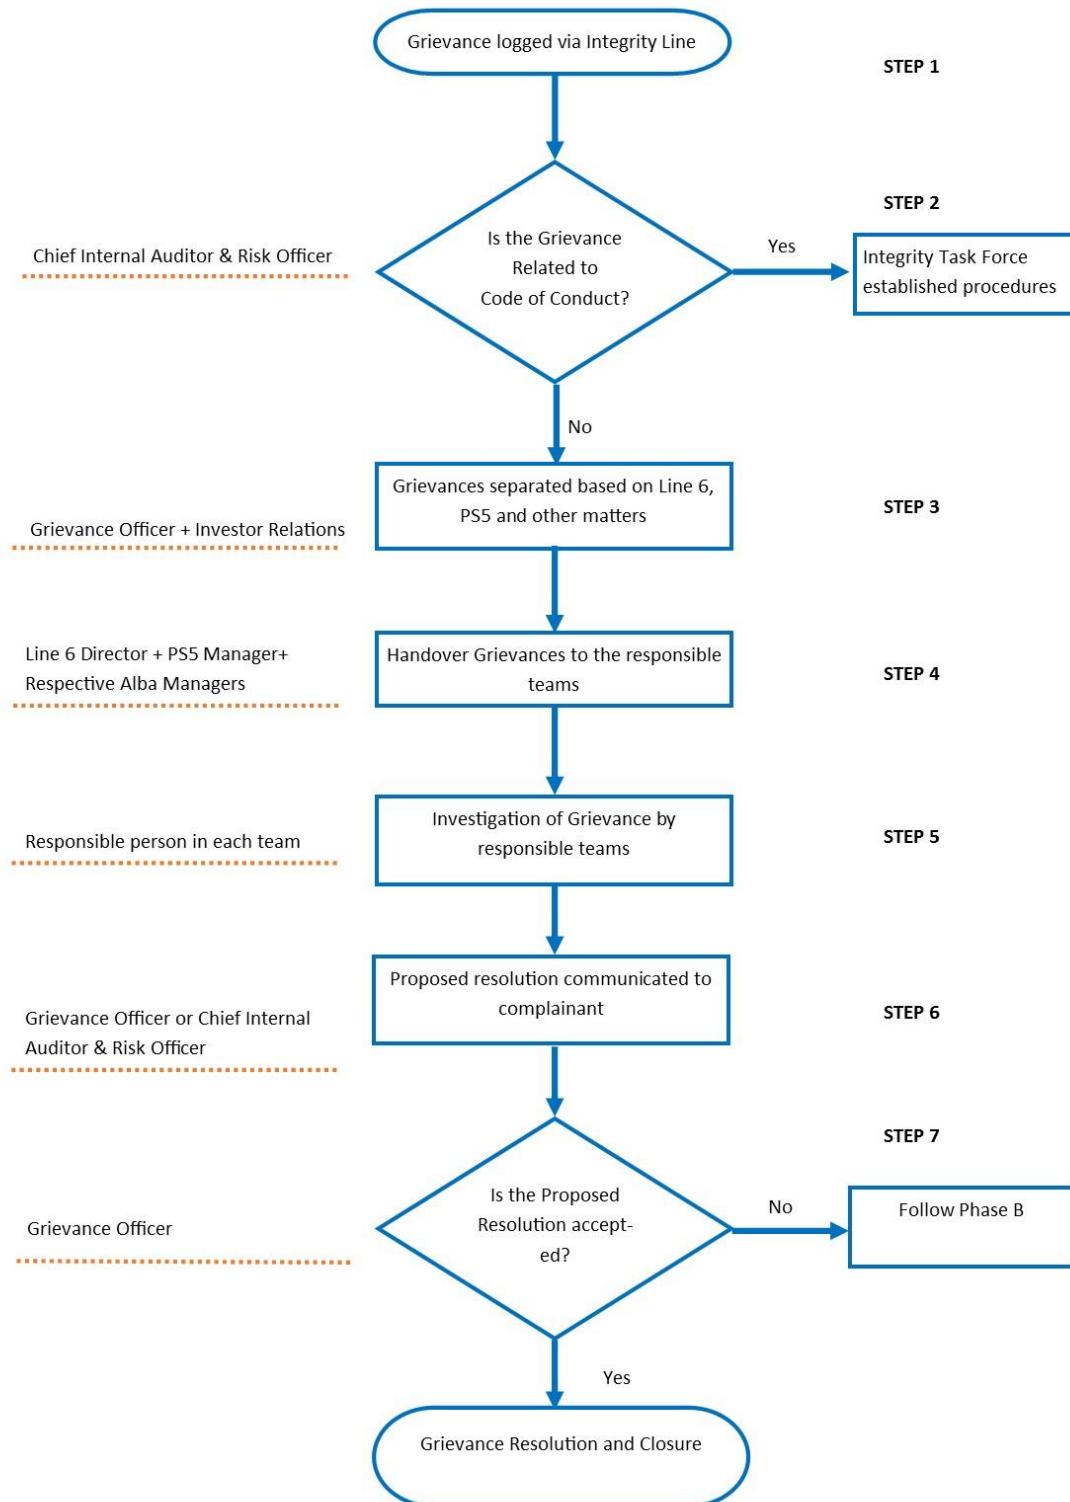 Grievance logged via Integrity Line
STEP 1
STEP 2
Chief Internal Auditor & Risk Officer
Is the Grievance
Related to
Code of Conduct?
Yes
Integrity Task Force
established procedures
No
Grievances separated based on Line 6,
PS5 and other matters
STEP 3
Grievance Officer + Investor Relations
Line 6 Director + PS5 Manager+
Respective Alba Managers
Handover Grievances to the responsible
teams
STEP 4
Responsible person in each team
Investigation of Grievance by
responsible teams
STEP 5
Proposed resolution communicated to
complainant
STEP 6
Grievance Officer or Chief Internal
Auditor & Risk Officer
STEP 7
Grievance Officer
Is the Proposed
Resolution accept-
ed?
No
Follow Phase B
Yes
Grievance Resolution and Closure